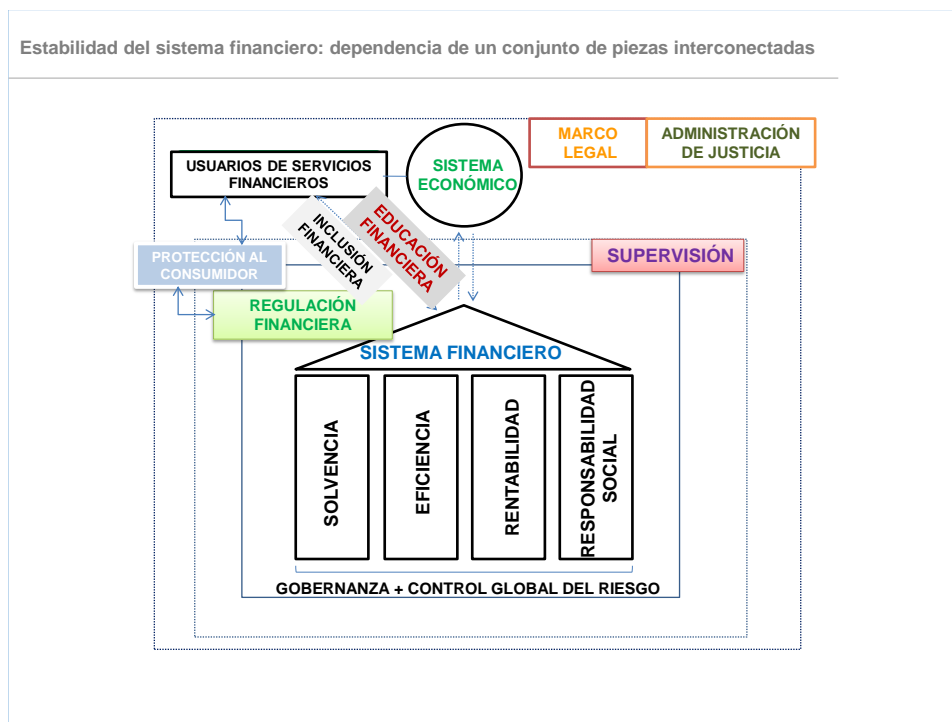 Estabilidad del sistema financiero: dependencia de un conjunto de piezas interconectadas
MARCO
LEGAL
ADMINISTRACIÓN
DE JUSTICIA
USUARIOS DE SERVICIOS
FINANCIEROS
SISTEMA
ECONÓMICO
INCLUSIÓN
FINANCIERA
EDUCACIÓN
FINANCIERA
PROTECCIÓN AL
CONSUMIDOR
SUPERVISIÓN
REGULACIÓN
FINANCIERA
SISTEMA FINANCIERO
SOLVENCIA
EFICIENCIA
RENTABILIDAD
RESPONSABILIDAD
SOCIAL
GOBERNANZA + CONTROL GLOBAL DEL RIESGO